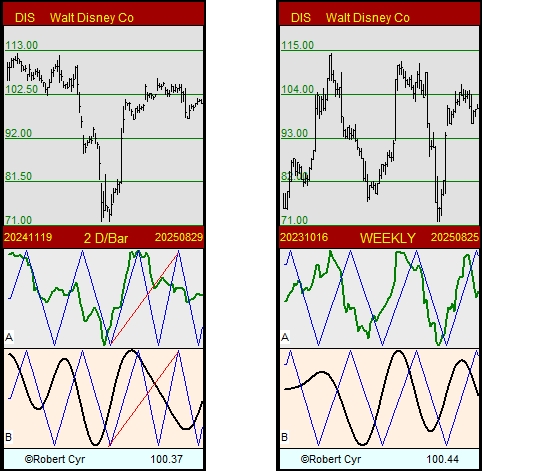 DIS Walt Disney Co
113.00
102.50
92.00
81.50
71.00
20241119 2 D/Bar 20250829
A
B
©Robert Cyr 100.37
DIS Walt Disney Co
115.00
104.00
93.00
82.00
71.00
20231016 WEEKLY 20250825
A
B
©Robert Cyr 100.44